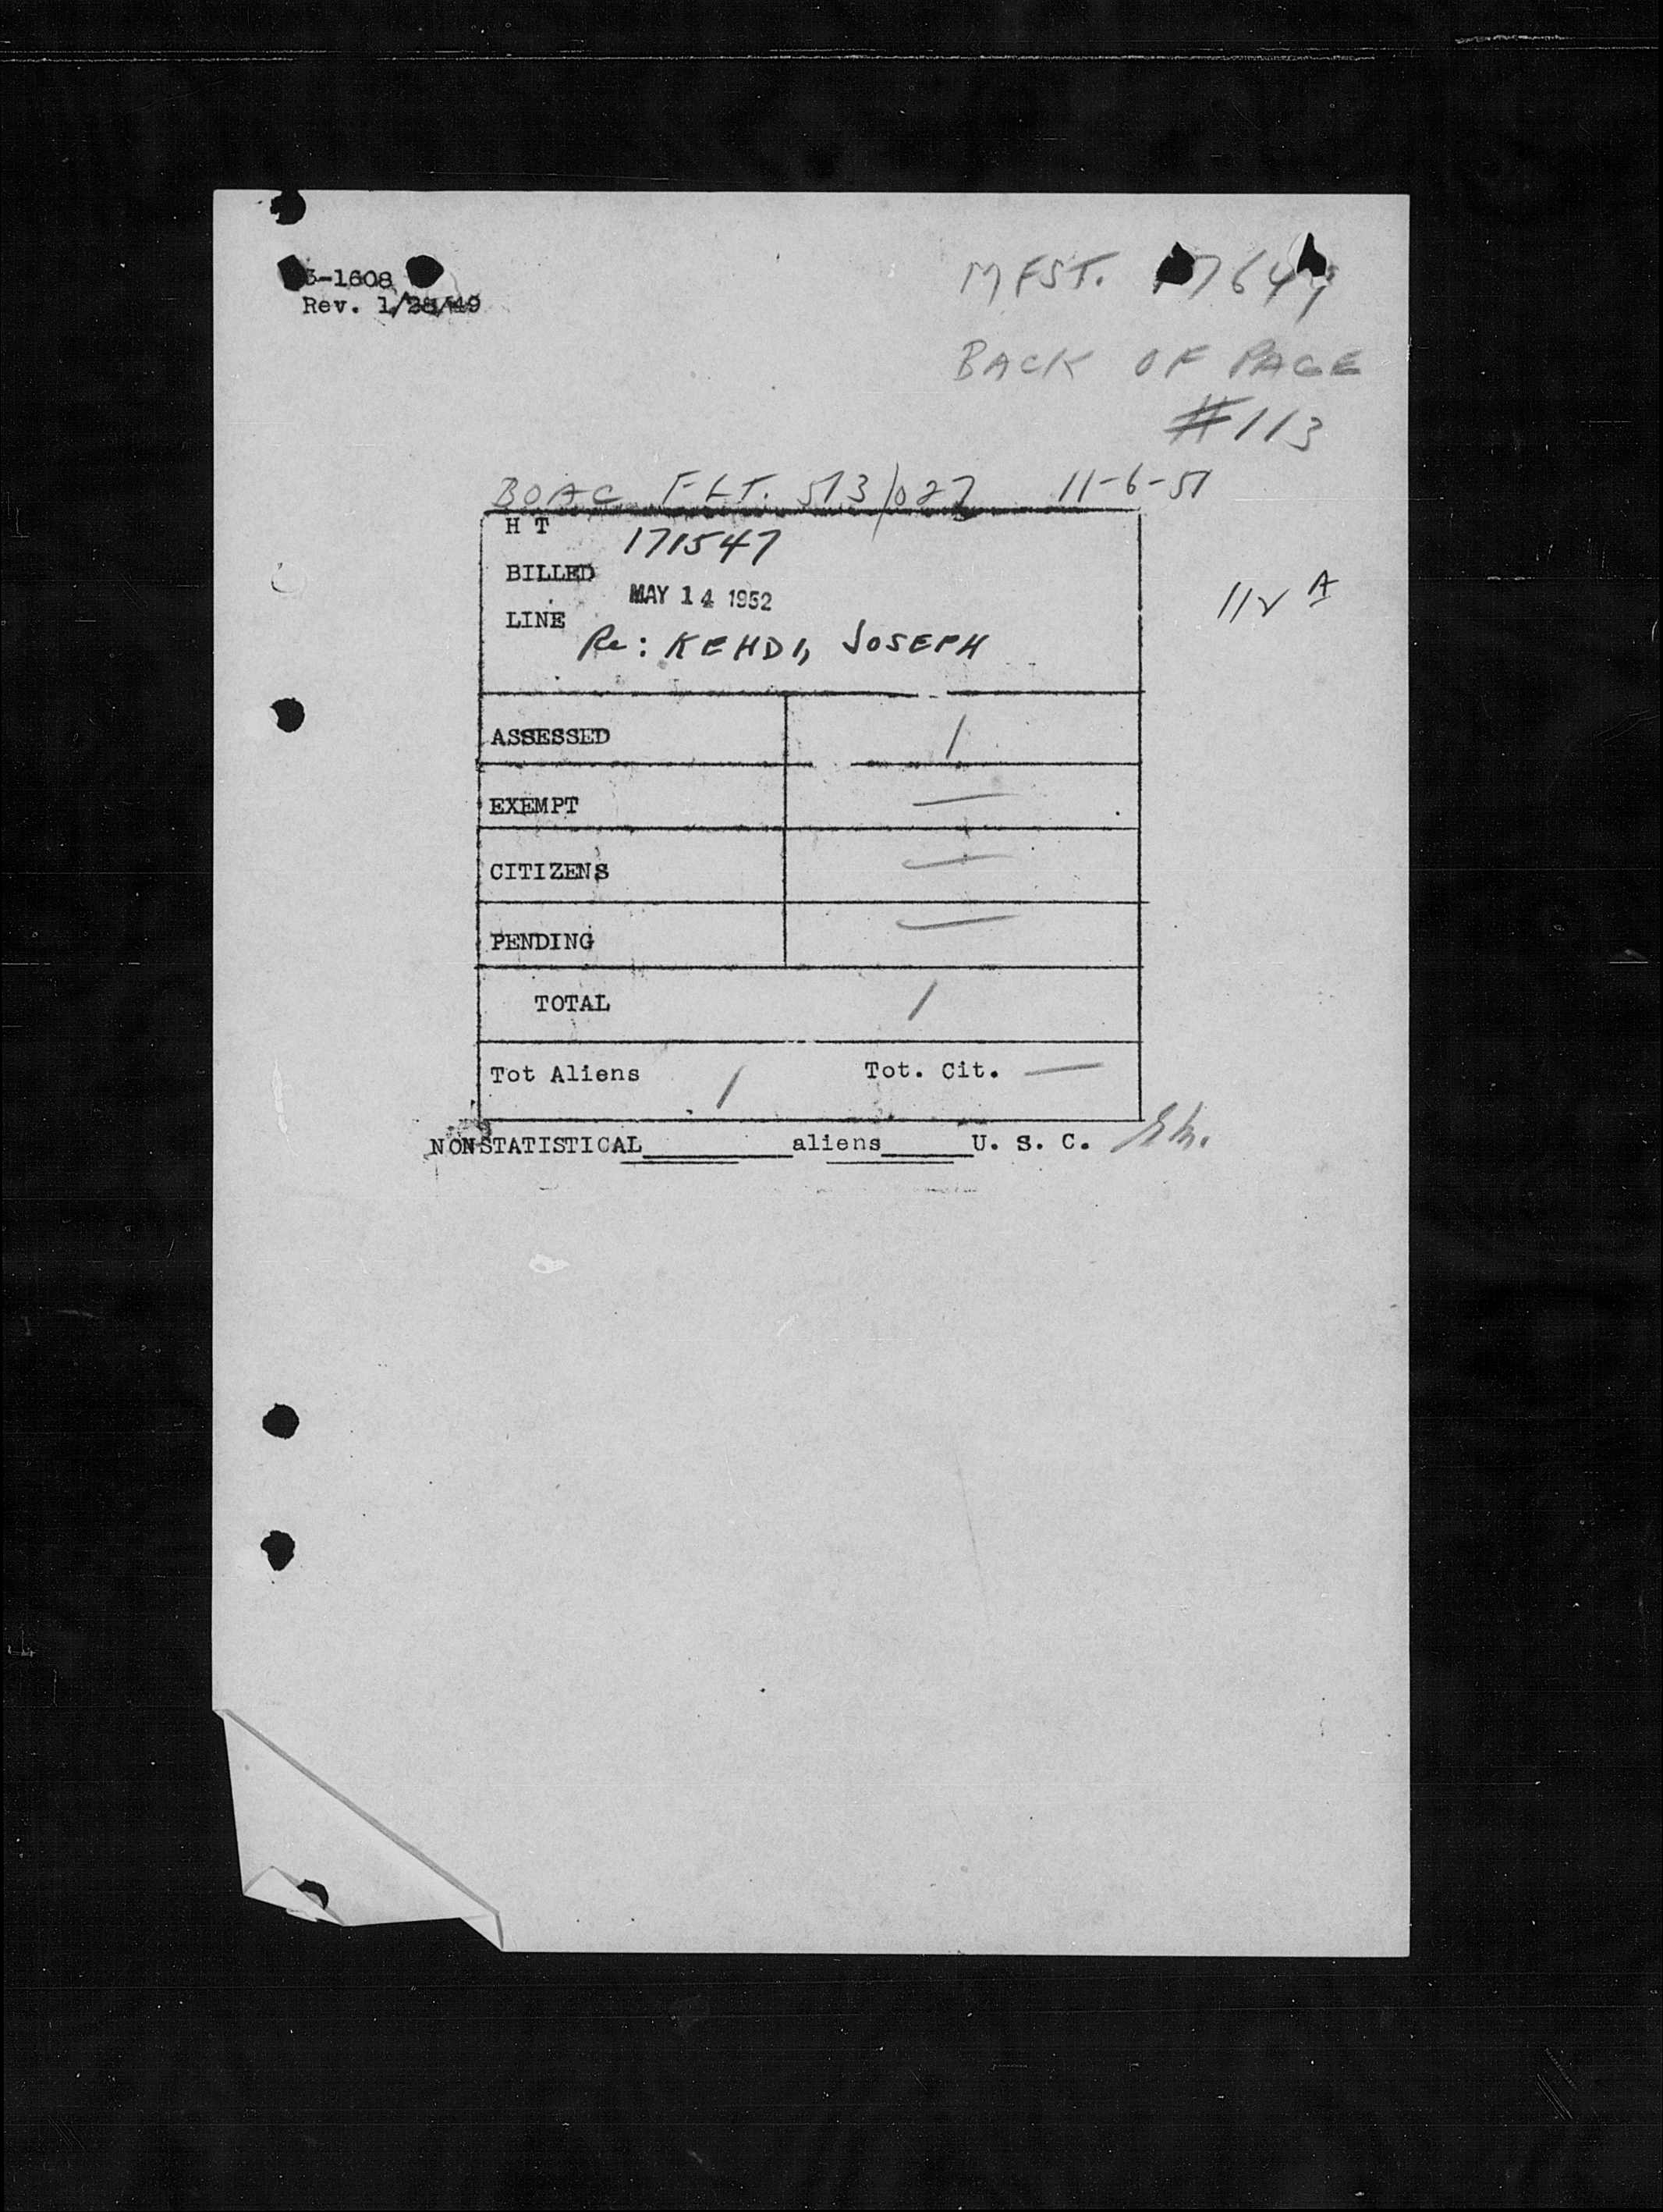 3-1608
Rev. 1/28/49
MFST.
BACK OF PAGE
#113
BOAC FLT. 513/027 11-6-51
H T 171547
BILLED MAY 14 1952
LINE
Re: KEHDI, JOSEPH
ASSESSED 1
EXEMPT —
CITIZENS —
PENDING —
TOTAL 1
Tot Aliens 1 Tot. Cit. —
NONSTATISTICAL______aliens____U. S. C.